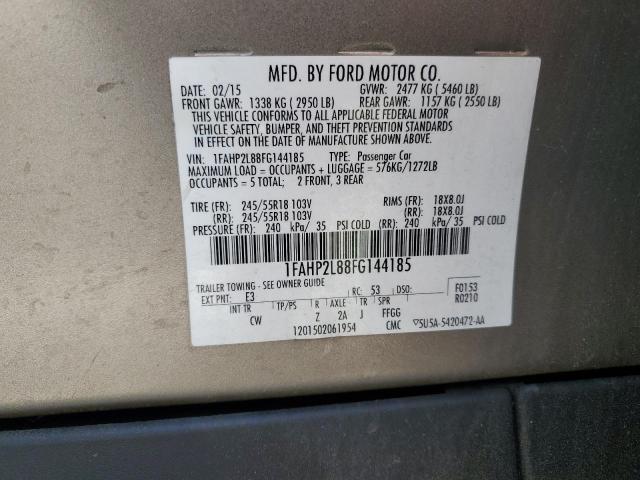 MFD. BY FORD MOTOR CO.
DATE: 02/15 GVWR: 2477 KG ( 5460 LB)
FRONT GAWR: 1338 KG ( 2950 LB) REAR GAWR: 1157 KG ( 2550 LB)
THIS VEHICLE CONFORMS TO ALL APPLICABLE FEDERAL MOTOR
VEHICLE SAFETY, BUMPER, AND THEFT PREVENTION STANDARDS
IN EFFECT ON THE DATE OF MANUFACTURE SHOWN ABOVE.
VIN: 1FAHP2L88FG144185 TYPE: Passenger Car
MAXIMUM LOAD = OCCUPANTS + LUGGAGE = 576KG/1272LB
OCCUPANTS = 5 TOTAL: 2 FRONT, 3 REAR
TIRE (FR): 245/55R18 103V RIMS (FR): 18X8.0J
(RR): 245/55R18 103V (RR): 18X8.0J
PRESSURE (FR): 240 kPa/ 35 PSI COLD (RR): 240 kPa/ 35 PSI COLD
1FAHP2L88FG144185
TRAILER TOWING - SEE OWNER GUIDE
EXT PNT: E3 RC: 53 DSO: F0153
INT TR TP/PS R AXLE TR SPR R0210
CW Z 2A J FFGG
1201502061954 CMC 5U5A-5420472-AA